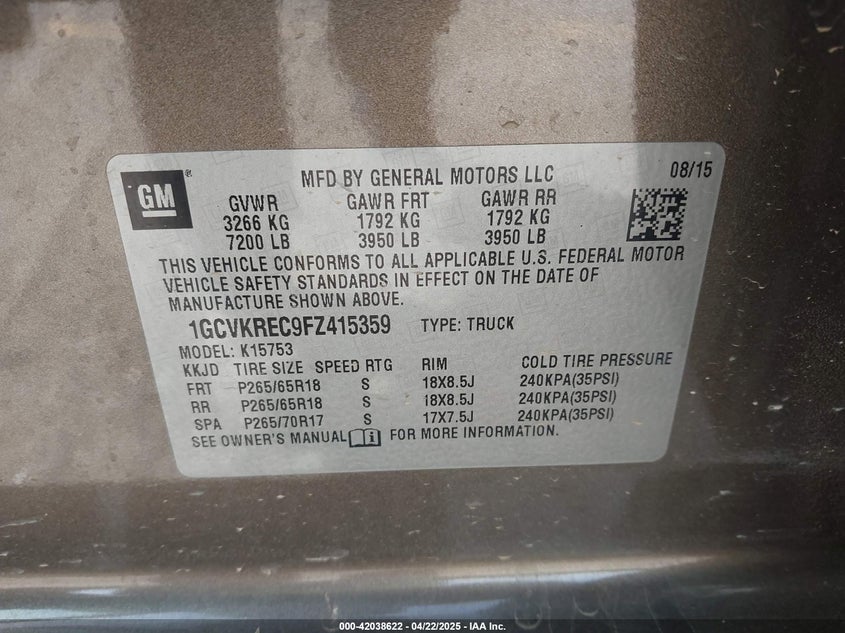 GM ®
MFD BY GENERAL MOTORS LLC 08/15
GVWR GAWR FRT GAWR RR
3266 KG 1792 KG 1792 KG
7200 LB 3950 LB 3950 LB
THIS VEHICLE CONFORMS TO ALL APPLICABLE U.S. FEDERAL MOTOR
VEHICLE SAFETY STANDARDS IN EFFECT ON THE DATE OF
MANUFACTURE SHOWN ABOVE.
1GCVKREC9FZ415359 TYPE: TRUCK
MODEL: K15753
KKJD TIRE SIZE SPEED RTG RIM COLD TIRE PRESSURE
FRT P265/65R18 S 18X8.5J 240KPA(35PSI)
RR P265/65R18 S 18X8.5J 240KPA(35PSI)
SPA P265/70R17 S 17X7.5J 240KPA(35PSI)
SEE OWNER'S MANUAL FOR MORE INFORMATION.
000-42038622 - 04/22/2025 - IAA Inc.